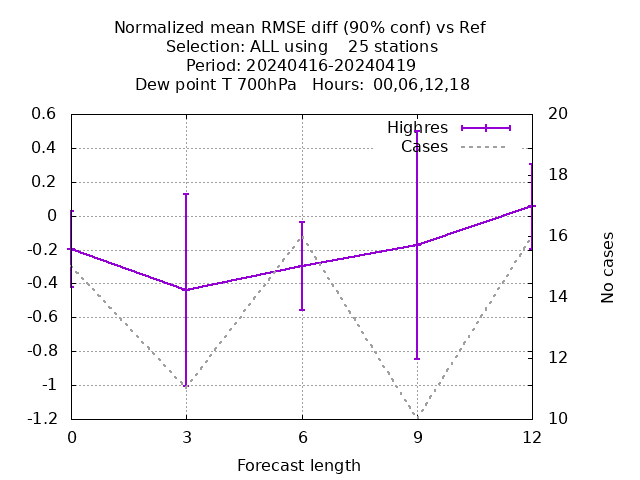 Normalized mean RMSE diff (90% conf) vs Ref
Selection: ALL using    25 stations
Period: 20240416-20240419
Dew point T 700hPa   Hours:  00,06,12,18
Highres
Cases
0.6
0.4
0.2
0
-0.2
-0.4
-0.6
-0.8
-1
-1.2
20
18
16
14
12
10
No cases
0 3 6 9 12
Forecast length